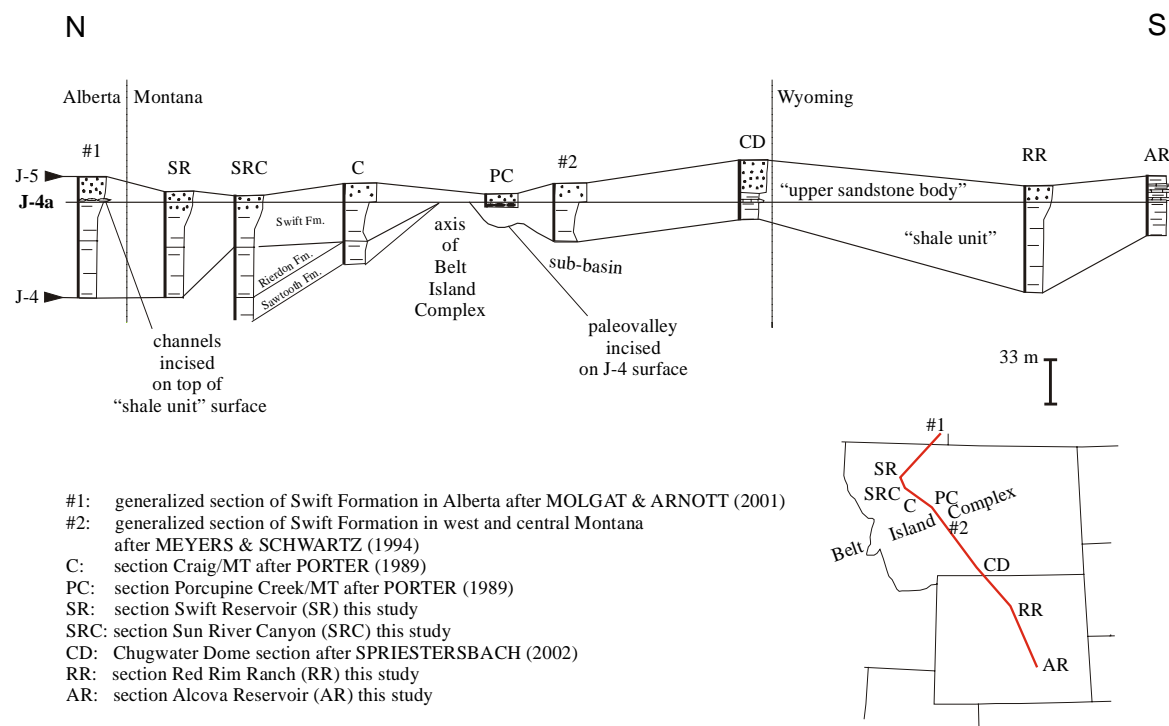 N
S
Alberta
Montana
Wyoming
#1
SR
SRC
C
PC
#2
CD
RR
AR
J-5
J-4a
J-4
Swift Fm.
Rierdon Fm.
Sawtooth Fm.
axis
of
Belt
Island
Complex
sub-basin
"upper sandstone body"
"shale unit"
channels
incised
on top of
"shale unit" surface
paleovalley
incised
on J-4 surface
33 m
#1
SR
SRC
C
PC
#2
Belt Island Complex
CD
RR
AR
#1: generalized section of Swift Formation in Alberta after MOLGAT & ARNOTT (2001)
#2: generalized section of Swift Formation in west and central Montana
after MEYERS & SCHWARTZ (1994)
C: section Craig/MT after PORTER (1989)
PC: section Porcupine Creek/MT after PORTER (1989)
SR: section Swift Reservoir (SR) this study
SRC: section Sun River Canyon (SRC) this study
CD: Chugwater Dome section after SPRIESTERSBACH (2002)
RR: section Red Rim Ranch (RR) this study
AR: section Alcova Reservoir (AR) this study